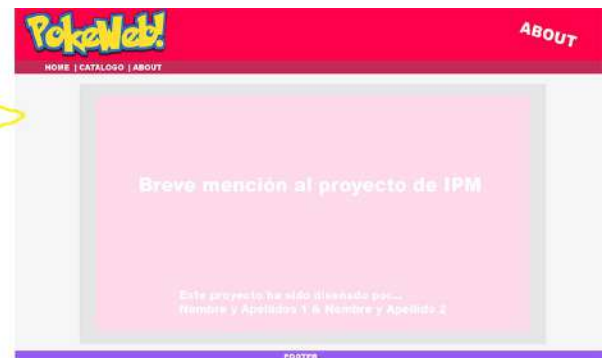 PokeWeb!
ABOUT
HOME | CATALOGO | ABOUT
Breve mención al proyecto de IPM
Este proyecto ha sido diseñado por...
Nombre y Apellidos 1 & Nombre y Apellido 2
FOOTER